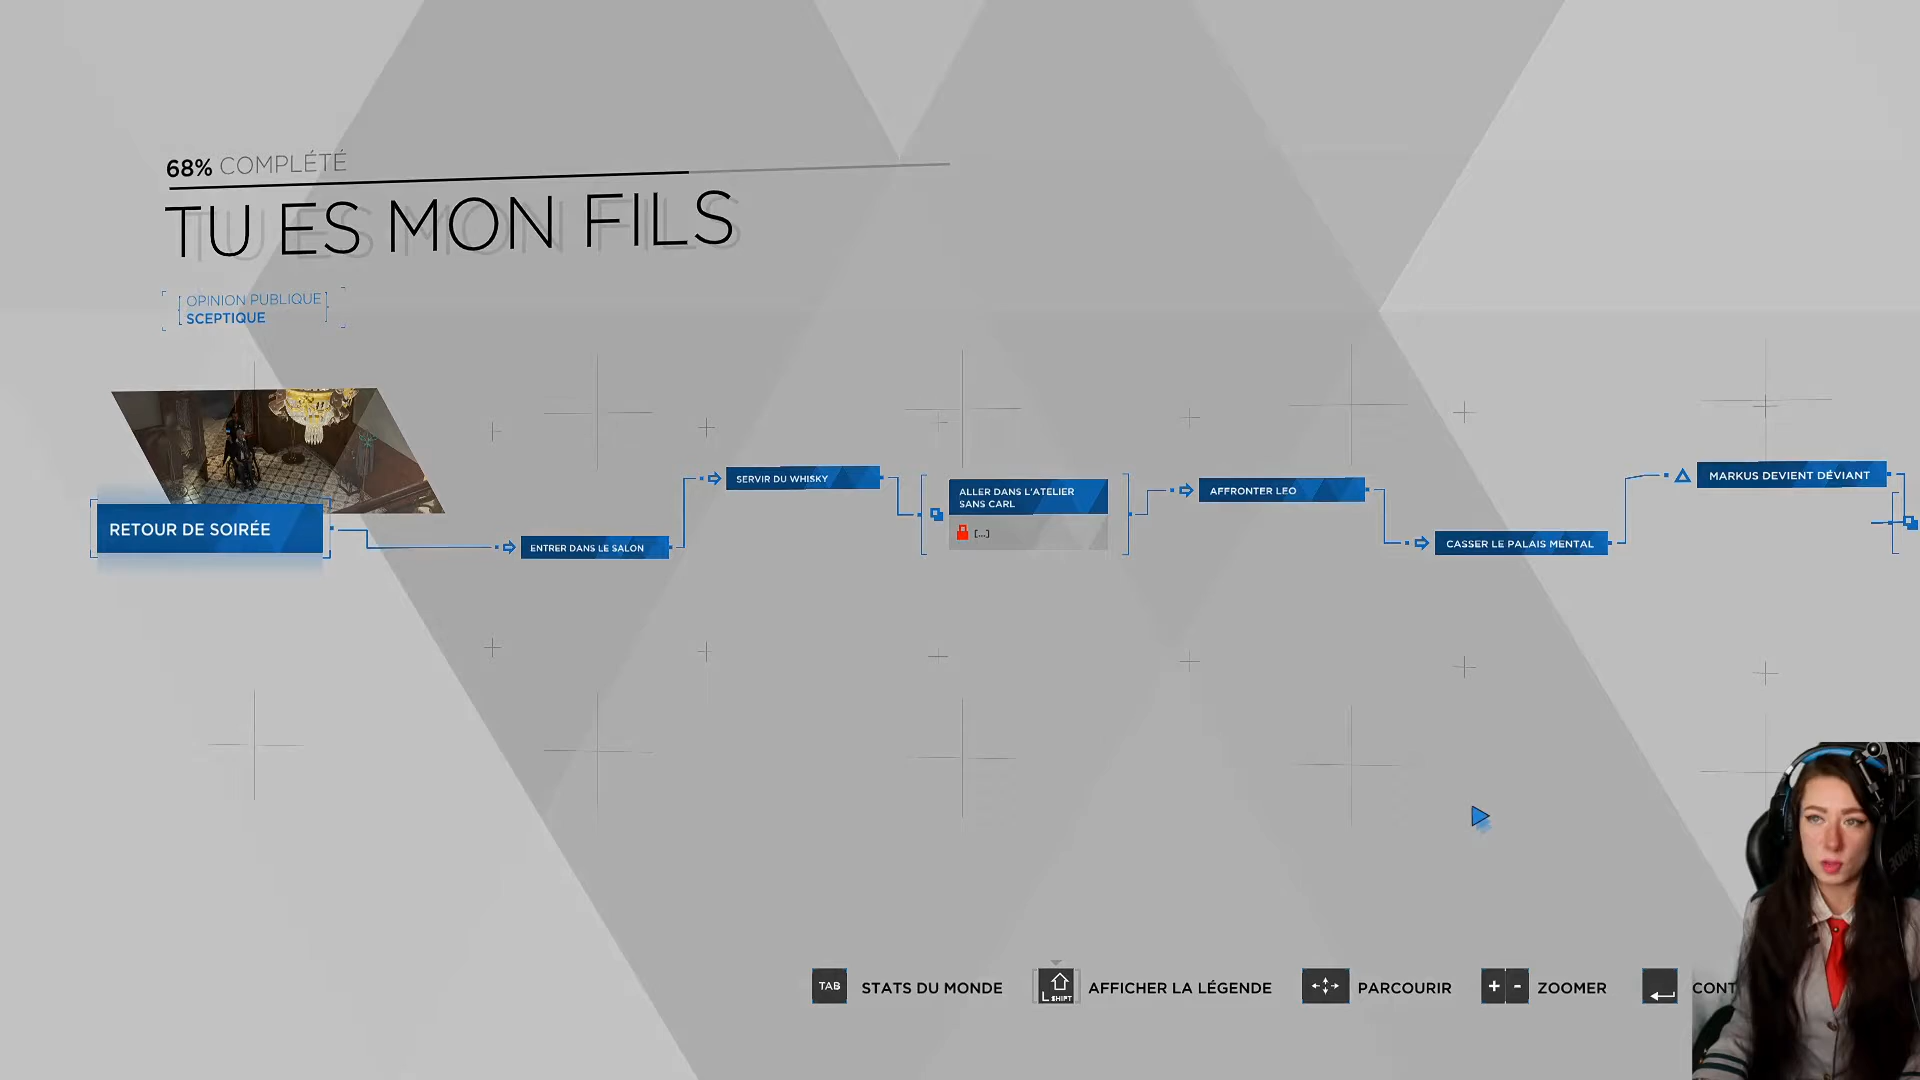 68% COMPLÉTÉ
TU ES MON FILS
OPINION PUBLIQUE
SCEPTIQUE
RETOUR DE SOIRÉE
ENTRER DANS LE SALON
SERVIR DU WHISKY
ALLER DANS L'ATELIER
SANS CARL
[...]
AFFRONTER LEO
CASSER LE PALAIS MENTAL
MARKUS DEVIENT DÉVIANT
TAB STATS DU MONDE
L SHIFT AFFICHER LA LÉGENDE
PARCOURIR
+ - ZOOMER
CONT